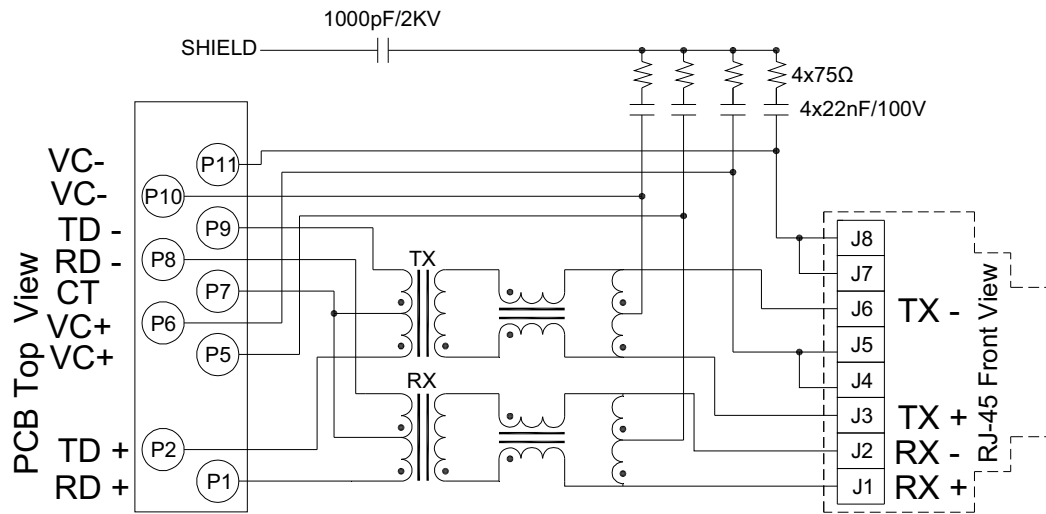 1000pF/2KV
SHIELD
4x75Ω
4x22nF/100V
PCB Top View
VC-
VC-
TD -
RD -
CT
VC+
VC+
TD +
RD +
P11
P10
P9
P8
P7
P6
P5
P2
P1
TX
RX
J8
J7
J6
J5
J4
J3
J2
J1
TX -
TX +
RX -
RX +
RJ-45 Front View